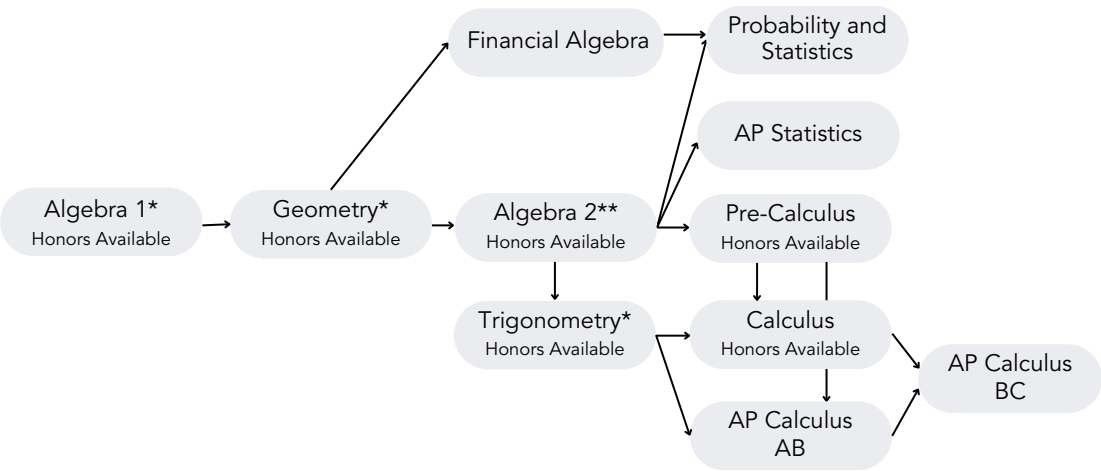 Financial Algebra
Probability and
Statistics
AP Statistics
Algebra 1*
Honors Available
Geometry*
Honors Available
Algebra 2**
Honors Available
Pre-Calculus
Honors Available
Trigonometry*
Honors Available
Calculus
Honors Available
AP Calculus
BC
AP Calculus
AB